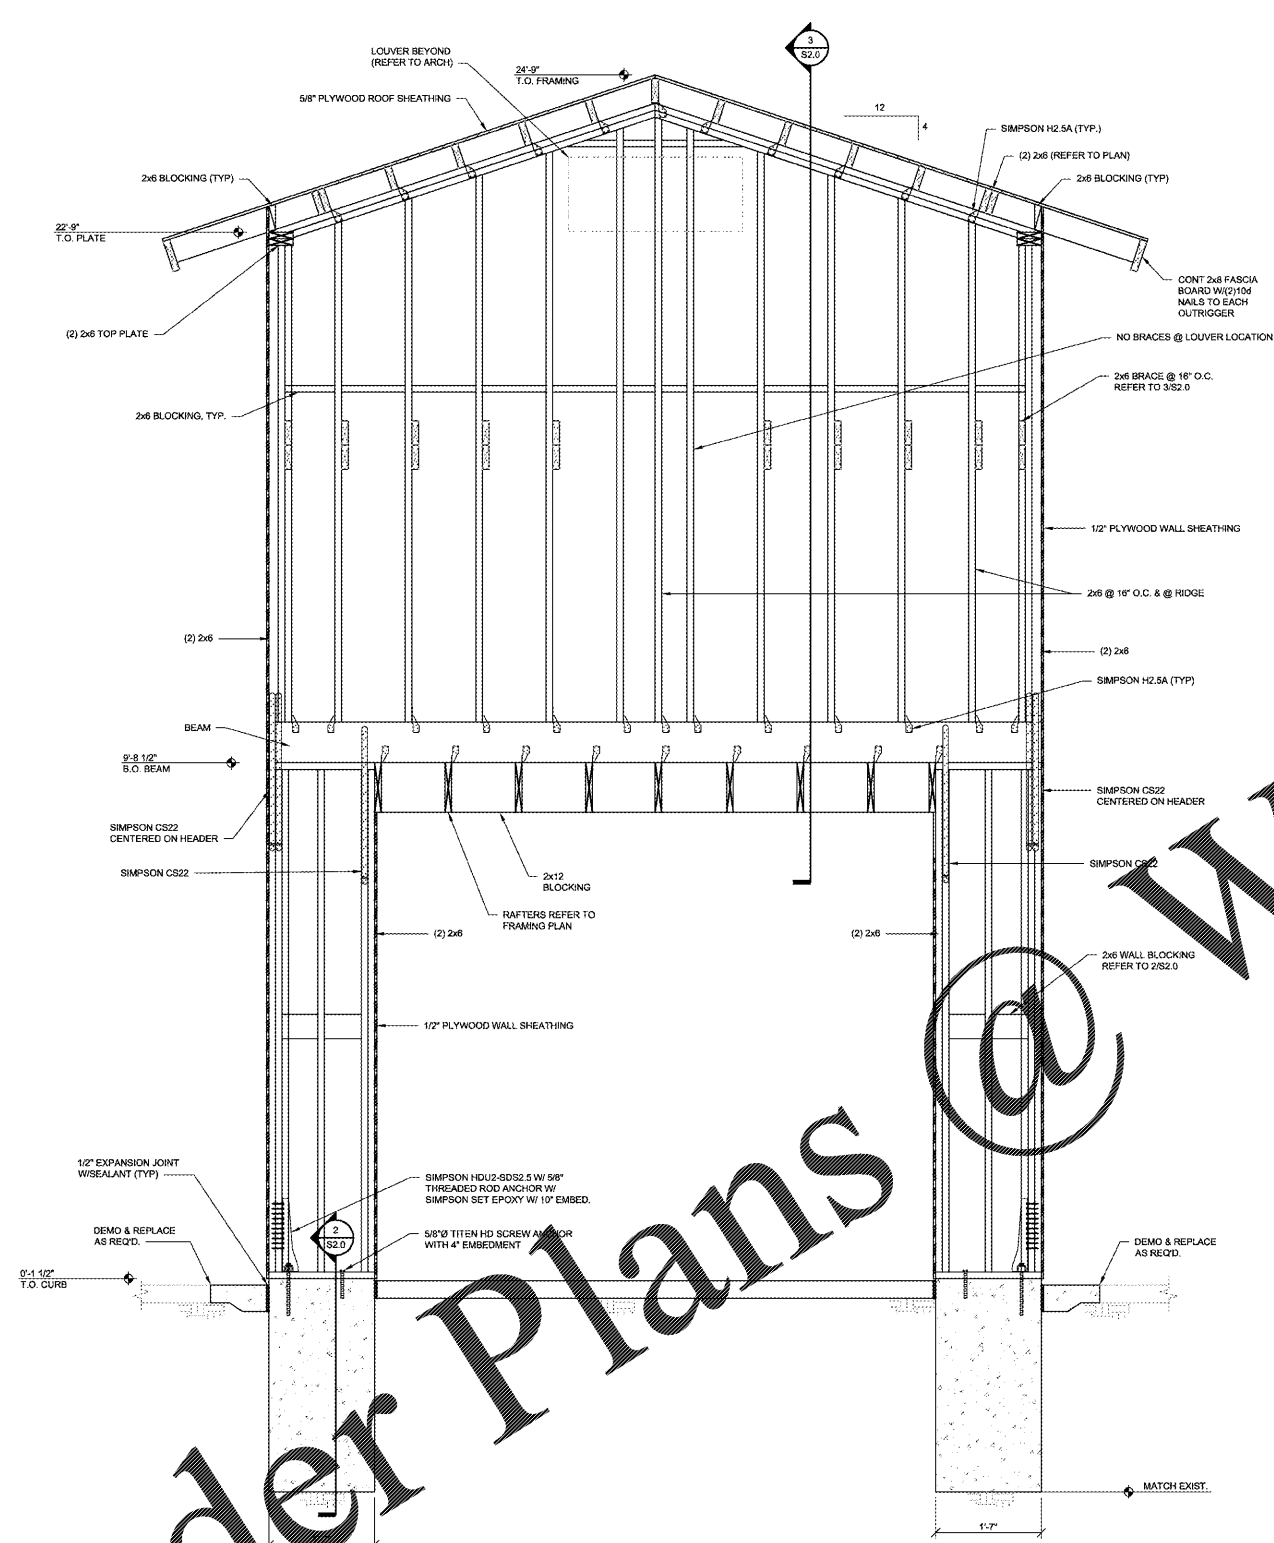 3
S2.0
LOUVER BEYOND
(REFER TO ARCH)
24'-9"
T.O. FRAMING
5/8" PLYWOOD ROOF SHEATHING
12
4
SIMPSON H2.5A (TYP.)
(2) 2x6 (REFER TO PLAN)
2x6 BLOCKING (TYP)
2x6 BLOCKING (TYP)
22'-9"
T.O. PLATE
CONT 2x8 FASCIA
BOARD W/(2)10d
NAILS TO EACH
OUTRIGGER
(2) 2x6 TOP PLATE
NO BRACES @ LOUVER LOCATION
2x6 BRACE @ 16" O.C.
REFER TO 3/S2.0
2x6 BLOCKING, TYP.
1/2" PLYWOOD WALL SHEATHING
2x6 @ 16" O.C. & @ RIDGE
(2) 2x6
(2) 2x6
SIMPSON H2.5A (TYP)
BEAM
9'-8 1/2"
B.O. BEAM
SIMPSON CS22
CENTERED ON HEADER
SIMPSON CS22
CENTERED ON HEADER
SIMPSON CS22
SIMPSON CS22
2x12
BLOCKING
RAFTERS REFER TO
FRAMING PLAN
(2) 2x6
(2) 2x6
2x6 WALL BLOCKING
REFER TO 2/S2.0
1/2" PLYWOOD WALL SHEATHING
1/2" EXPANSION JOINT
W/SEALANT (TYP)
SIMPSON HDU2-SDS2.5 W/ 5/8"
THREADED ROD ANCHOR W/
SIMPSON SET EPOXY W/ 10" EMBED.
DEMO & REPLACE
AS REQ'D.
2
S2.0
5/8"Ø TITEN HD SCREW ANCHOR
WITH 4" EMBEDMENT
DEMO & REPLACE
AS REQ'D.
0'-1 1/2"
T.O. CURB
MATCH EXIST.
1'-7"
der Plans @ W